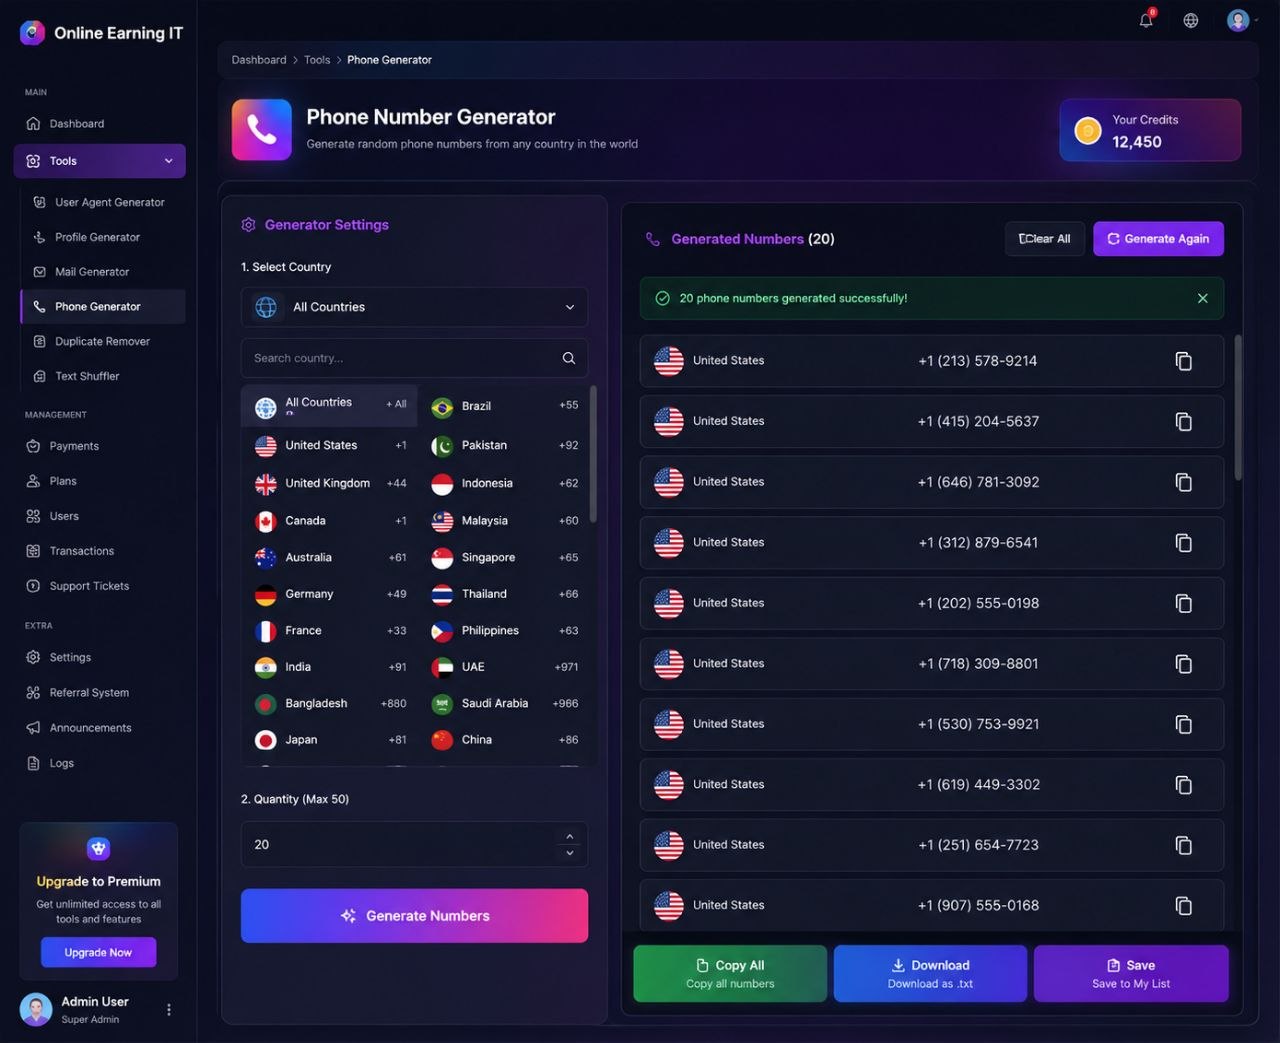 Online Earning IT
8
Dashboard > Tools > Phone Generator
MAIN
Dashboard
Tools
User Agent Generator
Profile Generator
Mail Generator
Phone Generator
Duplicate Remover
Text Shuffler
MANAGEMENT
Payments
Plans
Users
Transactions
Support Tickets
EXTRA
Settings
Referral System
Announcements
Logs
Upgrade to Premium
Get unlimited access to all
tools and features
Upgrade Now
Admin User
Super Admin
Phone Number Generator
Generate random phone numbers from any country in the world
Your Credits
12,450
Generator Settings
1. Select Country
All Countries
Search country...
All Countries + All
Brazil +55
United States +1
Pakistan +92
United Kingdom +44
Indonesia +62
Canada +1
Malaysia +60
Australia +61
Singapore +65
Germany +49
Thailand +66
France +33
Philippines +63
India +91
UAE +971
Bangladesh +880
Saudi Arabia +966
Japan +81
China +86
2. Quantity (Max 50)
20
Generate Numbers
Generated Numbers (20)
Clear All
Generate Again
20 phone numbers generated successfully!
United States +1 (213) 578-9214
United States +1 (415) 204-5637
United States +1 (646) 781-3092
United States +1 (312) 879-6541
United States +1 (202) 555-0198
United States +1 (718) 309-8801
United States +1 (530) 753-9921
United States +1 (619) 449-3302
United States +1 (251) 654-7723
United States +1 (907) 555-0168
Copy All
Copy all numbers
Download
Download as .txt
Save
Save to My List